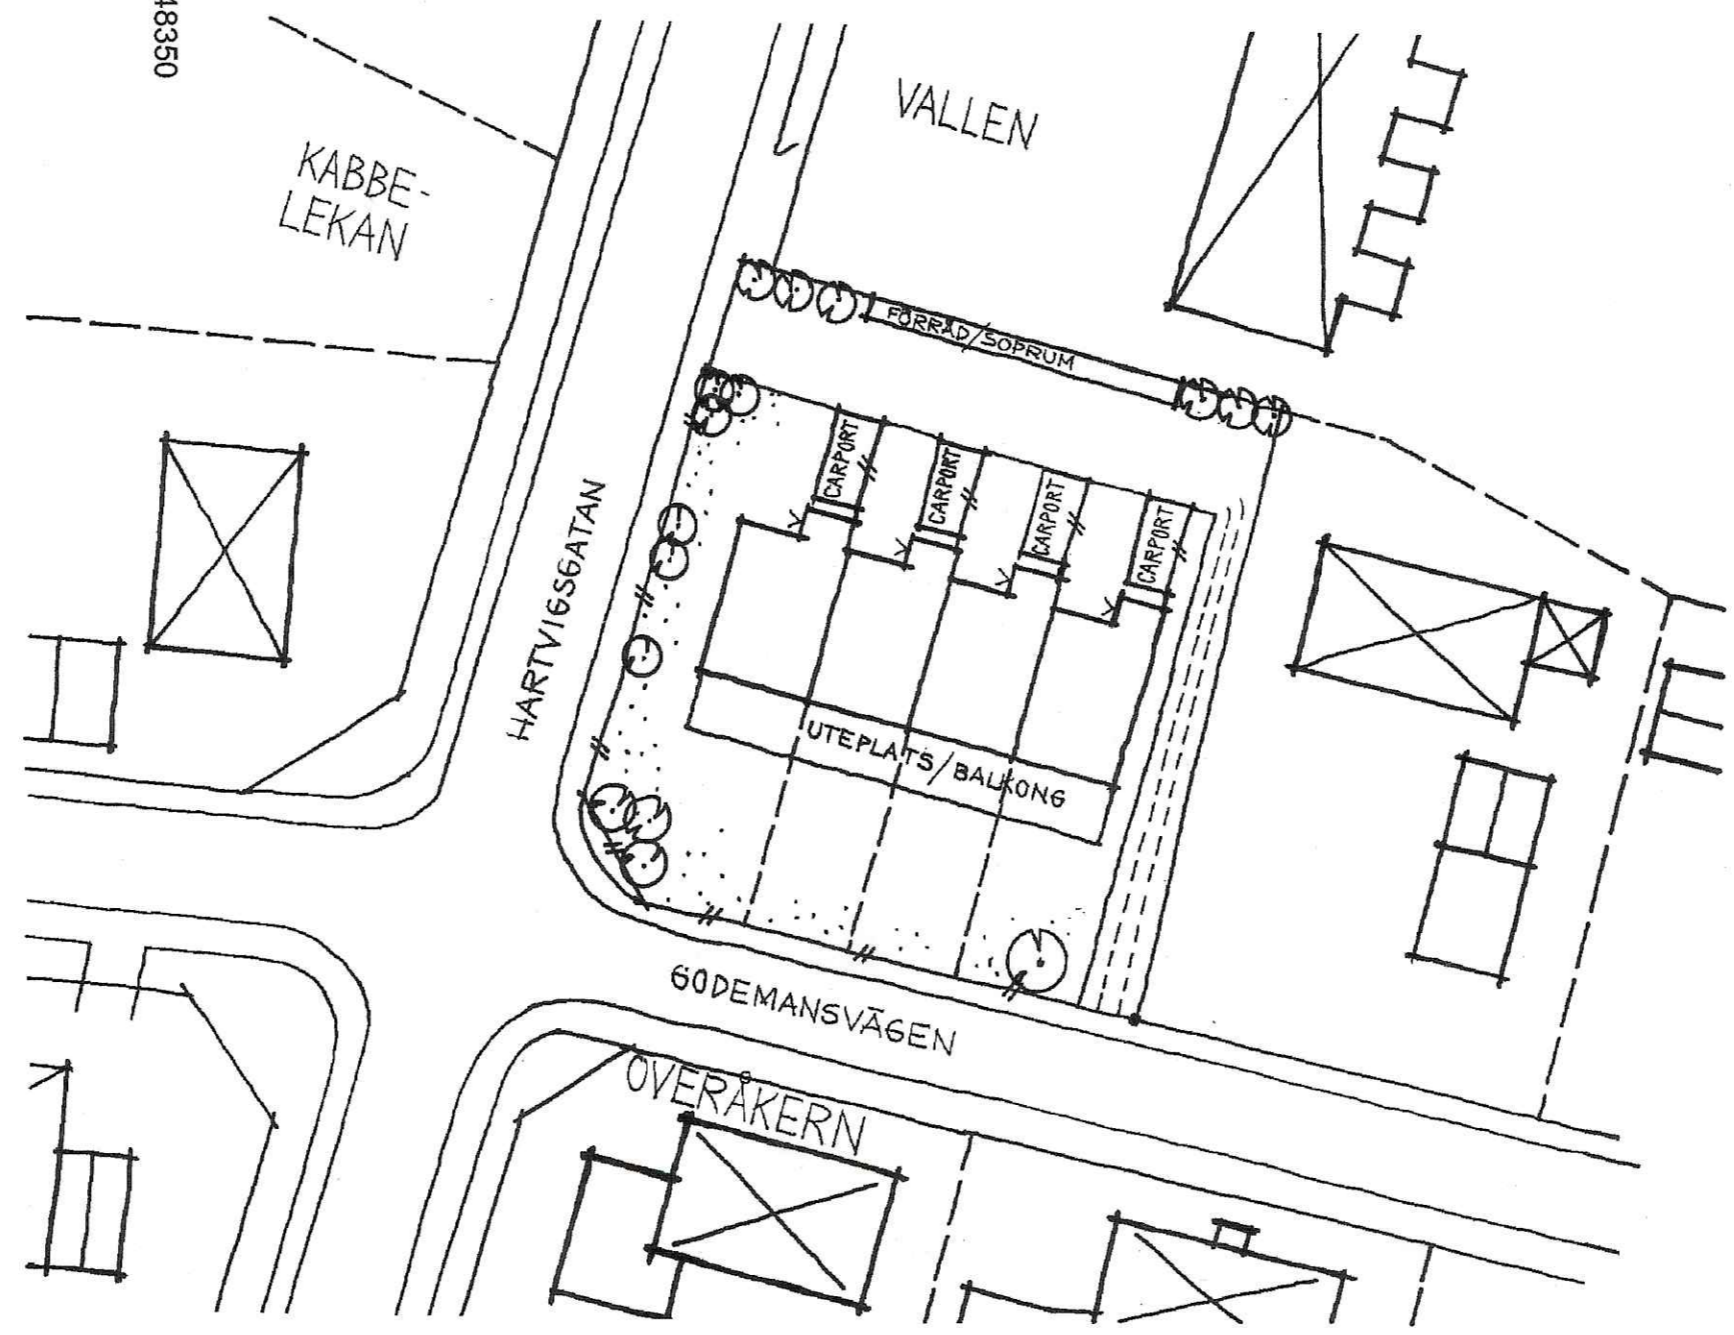 48350
VALLEN
KABBE-
LEKAN
FÖRRÅD/SOPRUM
CARPORT
CARPORT
CARPORT
CARPORT
HARTVIGSGATAN
UTEPLATS/BALKONG
GODEMANSVÄGEN
ÖVERÅKERN